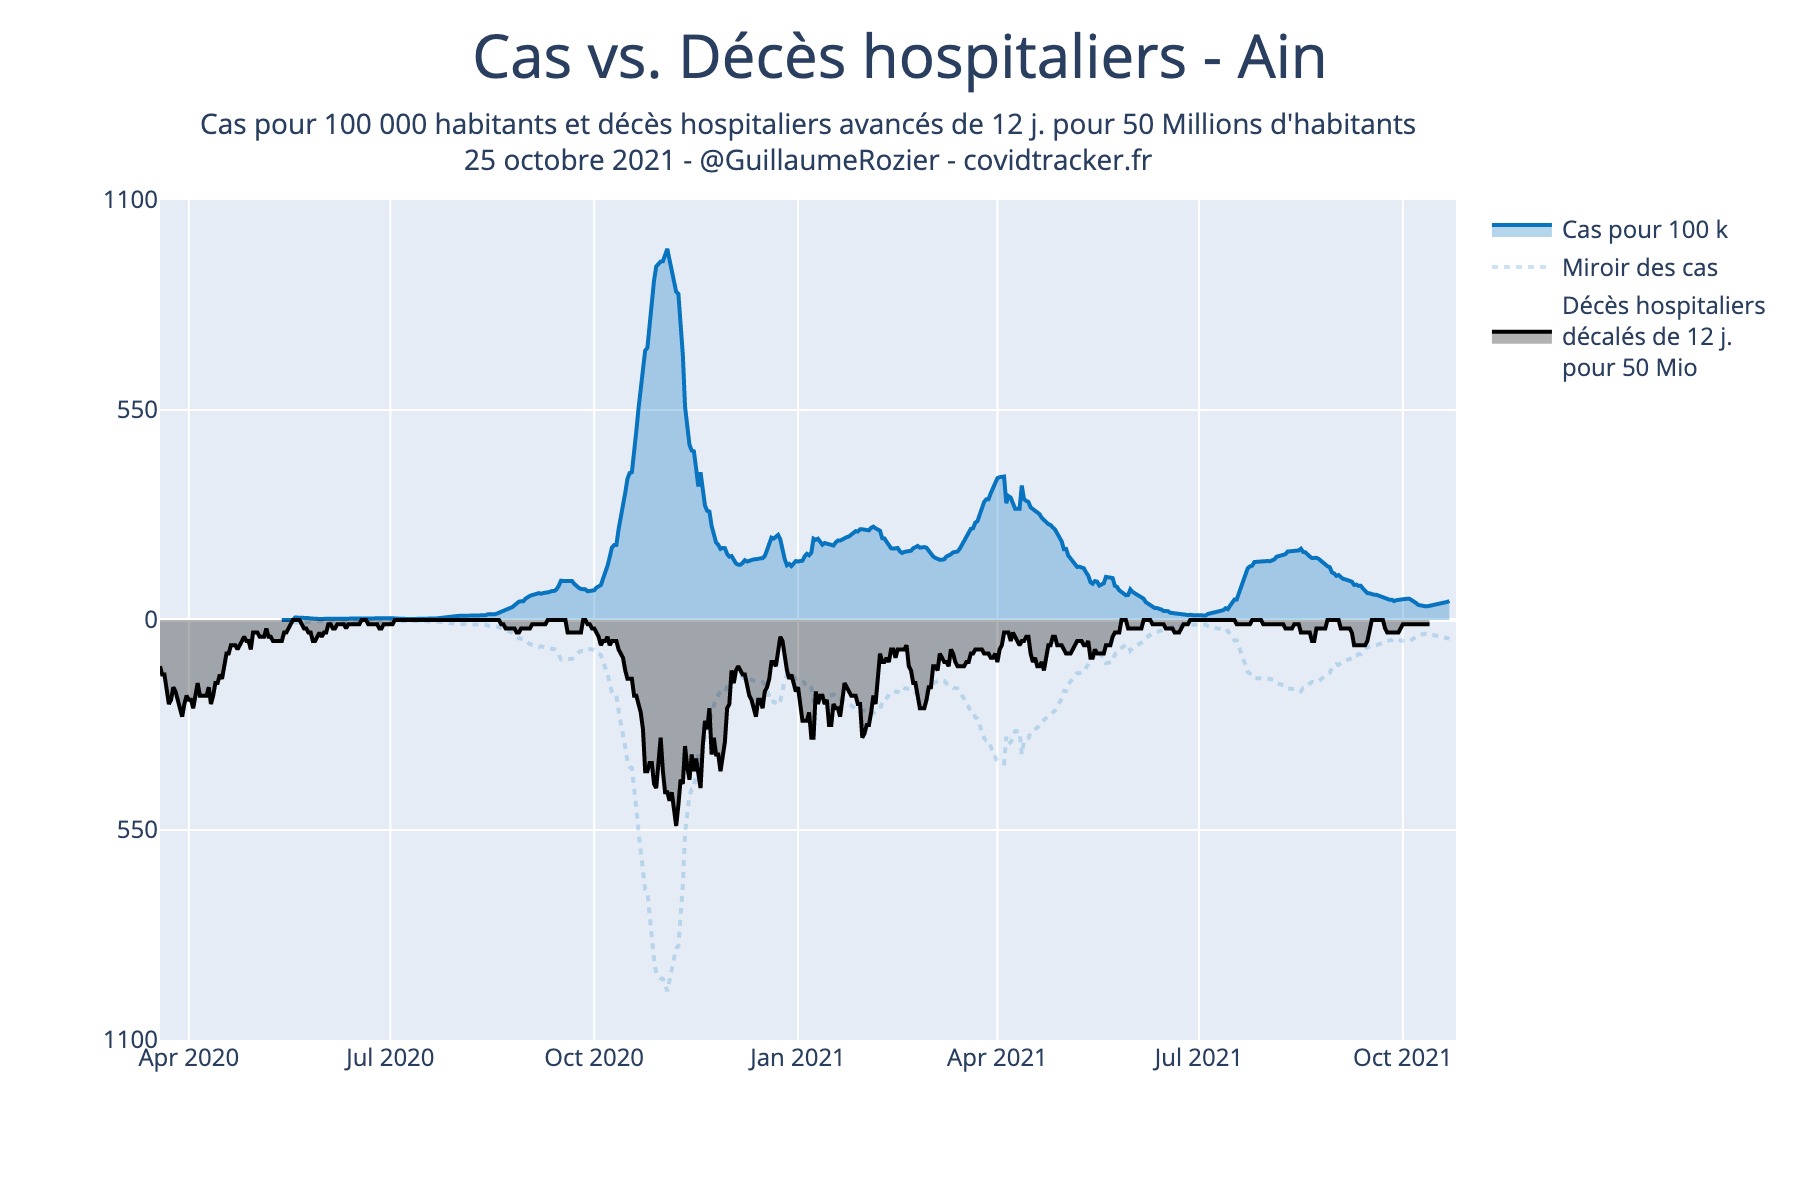 Cas vs. Décès hospitaliers - Ain
Cas pour 100 000 habitants et décès hospitaliers avancés de 12 j. pour 50 Millions d'habitants
25 octobre 2021 - @GuillaumeRozier - covidtracker.fr
1100
550
0
550
1100
Apr 2020
Jul 2020
Oct 2020
Jan 2021
Apr 2021
Jul 2021
Oct 2021
Cas pour 100 k
Miroir des cas
Décès hospitaliers
décalés de 12 j.
pour 50 Mio